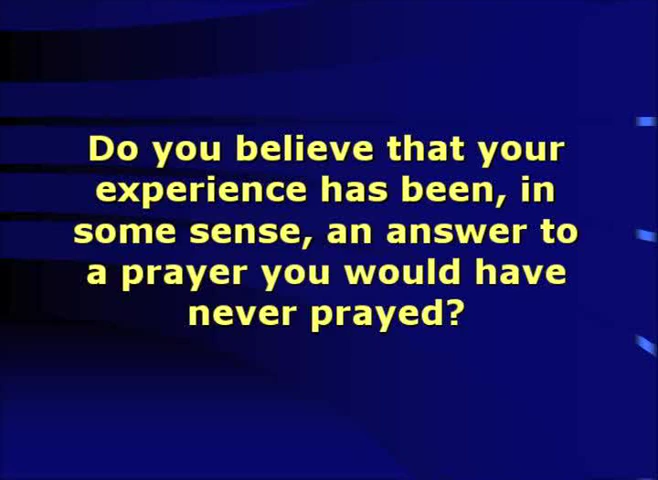 Do you believe that your
experience has been, in
some sense, an answer to
a prayer you would have
never prayed?